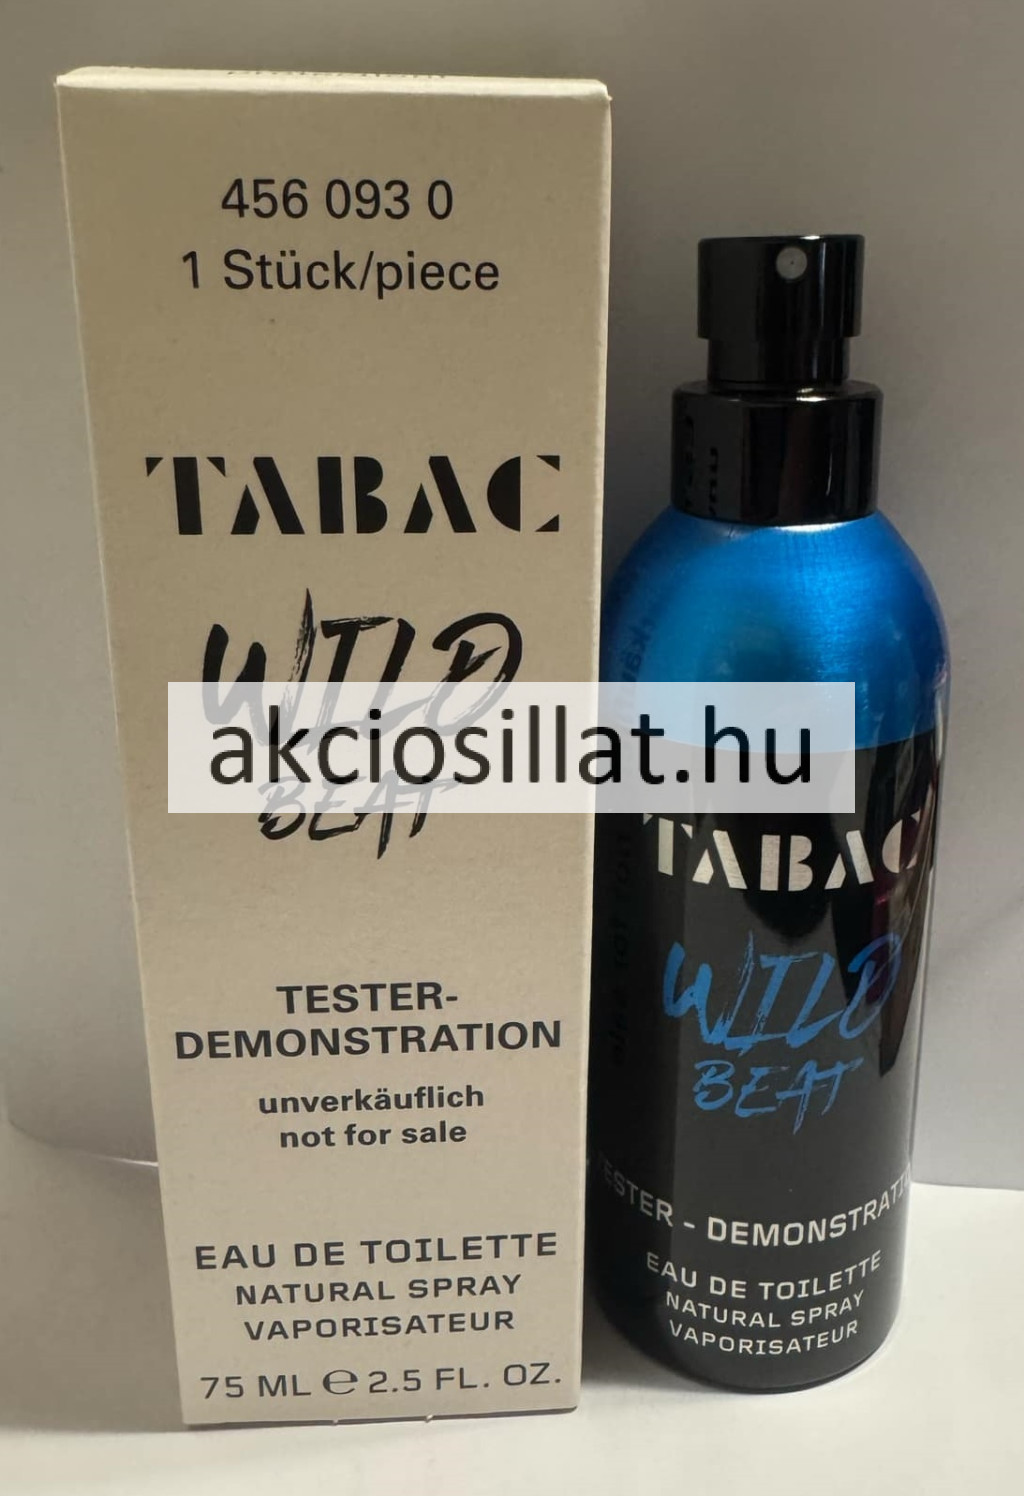 456 093 0
1 Stück/piece
TABAC
WILD
BEAT
akciosillat.hu
TESTER-
DEMONSTRATION
unverkäuflich
not for sale
EAU DE TOILETTE
NATURAL SPRAY
VAPORISATEUR
75 ML ℮ 2.5 FL. OZ.
TABAC
WILD
BEAT
TESTER - DEMONSTRATION
EAU DE TOILETTE
NATURAL SPRAY
VAPORISATEUR